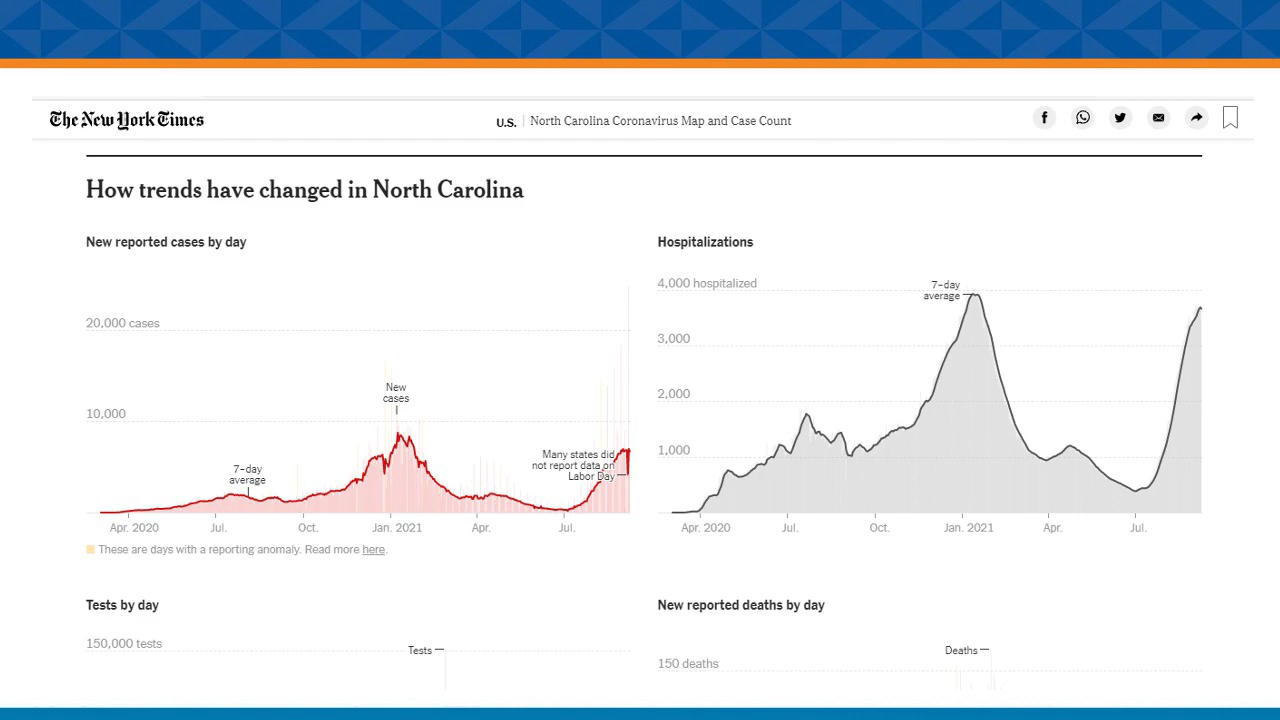 The New York Times
U.S. North Carolina Coronavirus Map and Case Count
How trends have changed in North Carolina
New reported cases by day
20,000 cases
10,000
New
cases
7–day
average
Many states did
not report data on
Labor Day
Apr. 2020 Jul. Oct. Jan. 2021 Apr. Jul.
These are days with a reporting anomaly. Read more here.
Hospitalizations
4,000 hospitalized
7–day
average
3,000
2,000
1,000
Apr. 2020 Jul. Oct. Jan. 2021 Apr. Jul.
Tests by day
150,000 tests
Tests
New reported deaths by day
150 deaths
Deaths